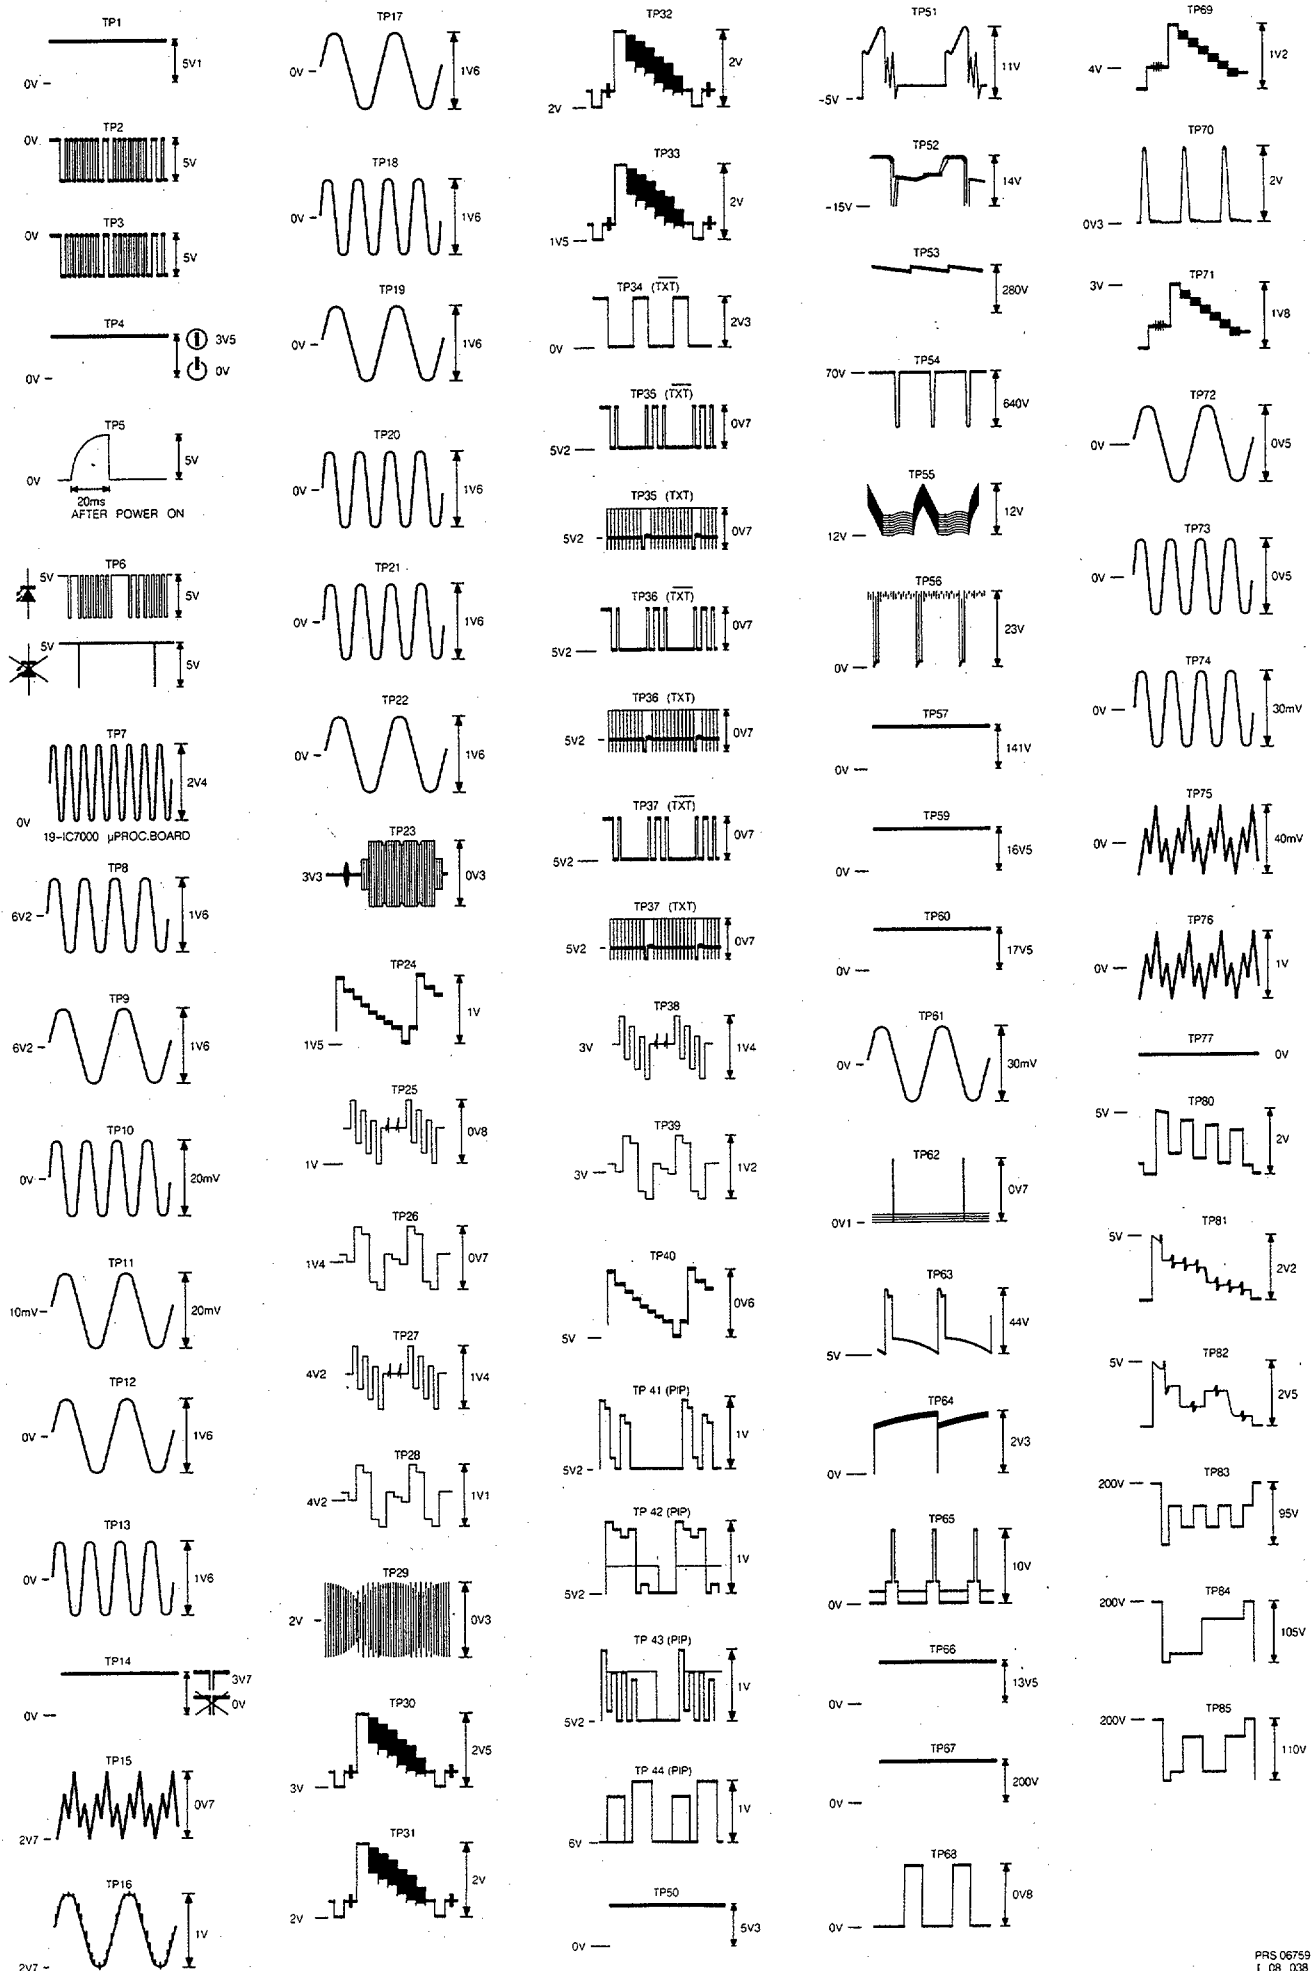 TP1
5V1
0V
TP2
0V
5V
TP3
0V
5V
TP4
3V5
0V
0V
TP5
5V
0V
20ms
AFTER POWER ON
TP6
5V
5V
5V
5V
TP7
2V4
0V
19-IC7000 µPROC.BOARD
TP8
6V2
1V6
TP9
6V2
1V6
TP10
0V
20mV
TP11
10mV
20mV
TP12
0V
1V6
TP13
0V
1V6
TP14
3V7
0V
0V
TP15
0V7
2V7
TP16
1V
2V7
TP17
0V
1V6
TP18
0V
1V6
TP19
0V
1V6
TP20
0V
1V6
TP21
0V
1V6
TP22
0V
1V6
TP23
3V3
0V3
TP24
1V
1V5
TP25
0V8
1V
TP26
1V4
0V7
TP27
4V2
1V4
TP28
4V2
1V1
TP29
2V
0V3
TP30
2V5
3V
TP31
2V
2V
TP32
2V
2V
TP33
2V
1V5
TP34 (TXT)
2V3
0V
TP35 (TXT)
0V7
5V2
TP35 (TXT)
5V2
0V7
TP36 (TXT)
0V7
5V2
TP36 (TXT)
5V2
0V7
TP37 (TXT)
0V7
5V2
TP37 (TXT)
5V2
0V7
TP38
3V
1V4
TP39
3V
1V2
TP40
0V6
5V
TP 41 (PIP)
1V
5V2
TP 42 (PIP)
1V
5V2
TP 43 (PIP)
1V
5V2
TP 44 (PIP)
1V
6V
TP50
5V3
0V
TP51
11V
-5V
TP52
14V
-15V
TP53
280V
TP54
70V
640V
TP55
12V
12V
TP56
23V
0V
TP57
141V
0V
TP59
16V5
0V
TP60
17V5
0V
TP61
0V
30mV
TP62
0V7
0V1
TP63
44V
5V
TP64
2V3
0V
TP65
10V
0V
TP66
13V5
0V
TP67
200V
0V
TP68
0V8
0V
TP69
1V2
4V
TP70
2V
0V3
TP71
3V
1V8
TP72
0V
0V5
TP73
0V
0V5
TP74
0V
30mV
TP75
0V
40mV
TP76
0V
1V
TP77
0V
TP80
5V
2V
TP81
5V
2V2
TP82
5V
2V5
TP83
200V
95V
TP84
200V
105V
TP85
200V
110V
PRS 06759